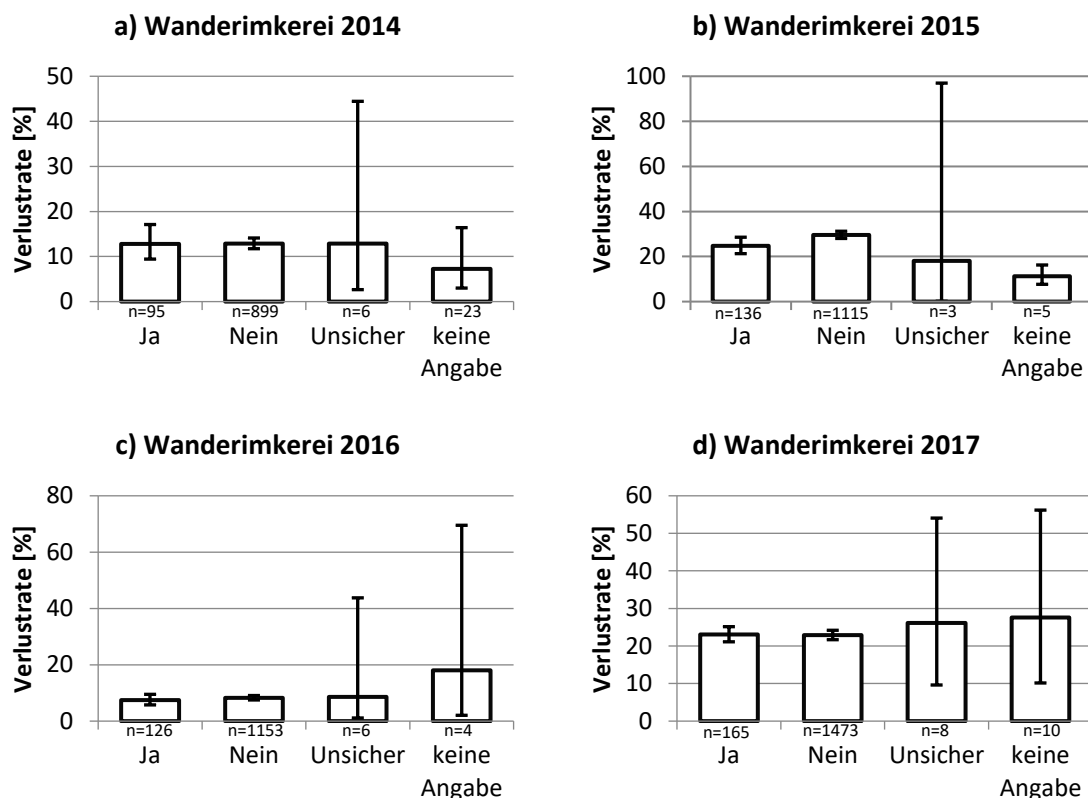 a) Wanderimkerei 2014
Verlustrate [%]
50
40
30
20
10
0
n=95 n=899 n=6 n=23
Ja Nein Unsicher keine
Angabe
b) Wanderimkerei 2015
Verlustrate [%]
100
80
60
40
20
0
n=136 n=1115 n=3 n=5
Ja Nein Unsicher keine
Angabe
c) Wanderimkerei 2016
Verlustrate [%]
80
60
40
20
0
n=126 n=1153 n=6 n=4
Ja Nein Unsicher keine
Angabe
d) Wanderimkerei 2017
Verlustrate [%]
60
50
40
30
20
10
0
n=165 n=1473 n=8 n=10
Ja Nein Unsicher keine
Angabe